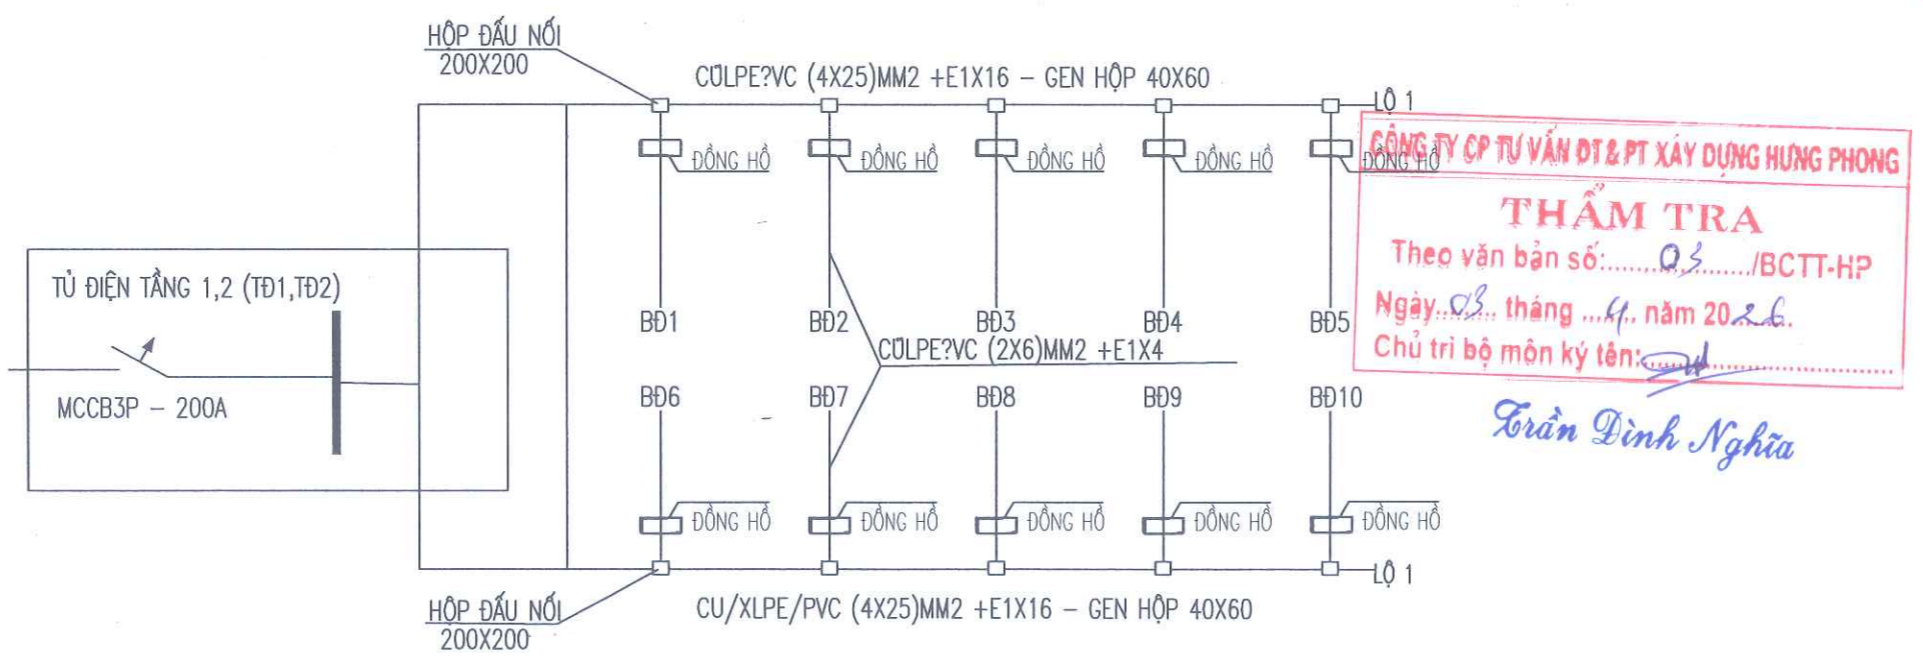 HỘP ĐẤU NỐI
200X200
CŨLPE?VC (4X25)MM2 +E1X16 – GEN HỘP 40X60
LỘ 1
ĐỒNG HỒ ĐỒNG HỒ ĐỒNG HỒ ĐỒNG HỒ ĐỒNG HỒ
CÔNG TY CP TƯ VẤN ĐT & PT XÂY DỰNG HƯNG PHONG
THẨM TRA
Theo văn bản số: 03 /BCTT-HP
Ngày 03 tháng 4 năm 2026.
Chủ trì bộ môn ký tên:
Trần Đình Nghĩa
TỦ ĐIỆN TẦNG 1,2 (TĐ1,TĐ2)
MCCB3P – 200A
BĐ1 BĐ2 BĐ3 BĐ4 BĐ5
CŨLPE?VC (2X6)MM2 +E1X4
BĐ6 BĐ7 BĐ8 BĐ9 BĐ10
ĐỒNG HỒ ĐỒNG HỒ ĐỒNG HỒ ĐỒNG HỒ ĐỒNG HỒ
LỘ 1
HỘP ĐẤU NỐI
200X200
CU/XLPE/PVC (4X25)MM2 +E1X16 – GEN HỘP 40X60